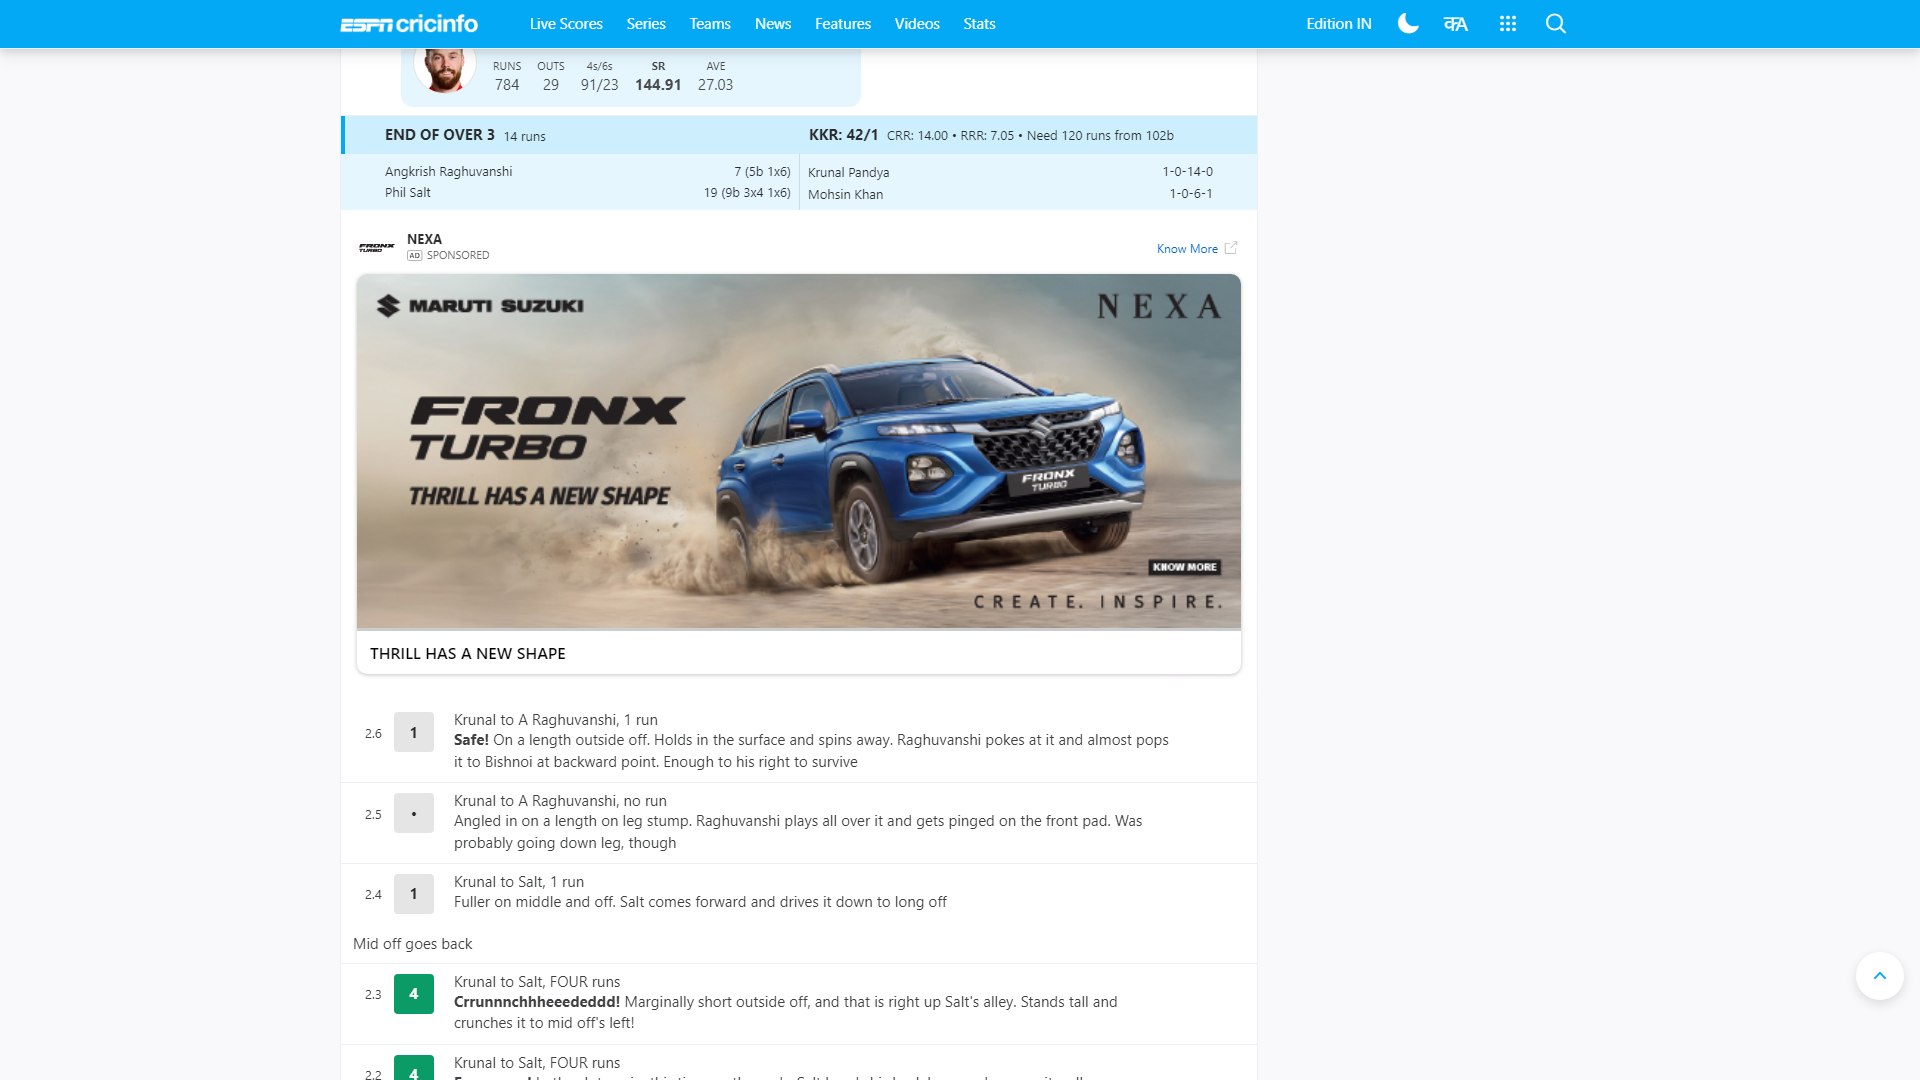 ESPN cricinfo Live Scores Series Teams News Features Videos Stats Edition IN क A
RUNS OUTS 4s/6s SR AVE
784 29 91/23 144.91 27.03
END OF OVER 3 14 runs KKR: 42/1 CRR: 14.00 • RRR: 7.05 • Need 120 runs from 102b
Angkrish Raghuvanshi 7 (5b 1x6) Krunal Pandya 1-0-14-0
Phil Salt 19 (9b 3x4 1x6) Mohsin Khan 1-0-6-1
FRONX TURBO NEXA
AD SPONSORED Know More
MARUTI SUZUKI NEXA
FRONX
TURBO
THRILL HAS A NEW SHAPE
FRONX
TURBO
KNOW MORE
CREATE. INSPIRE.
THRILL HAS A NEW SHAPE
2.6 1 Krunal to A Raghuvanshi, 1 run
Safe! On a length outside off. Holds in the surface and spins away. Raghuvanshi pokes at it and almost pops
it to Bishnoi at backward point. Enough to his right to survive
2.5 • Krunal to A Raghuvanshi, no run
Angled in on a length on leg stump. Raghuvanshi plays all over it and gets pinged on the front pad. Was
probably going down leg, though
2.4 1 Krunal to Salt, 1 run
Fuller on middle and off. Salt comes forward and drives it down to long off
Mid off goes back
2.3 4 Krunal to Salt, FOUR runs
Crrunnnchhheeededdd! Marginally short outside off, and that is right up Salt's alley. Stands tall and
crunches it to mid off's left!
2.2 4 Krunal to Salt, FOUR runs